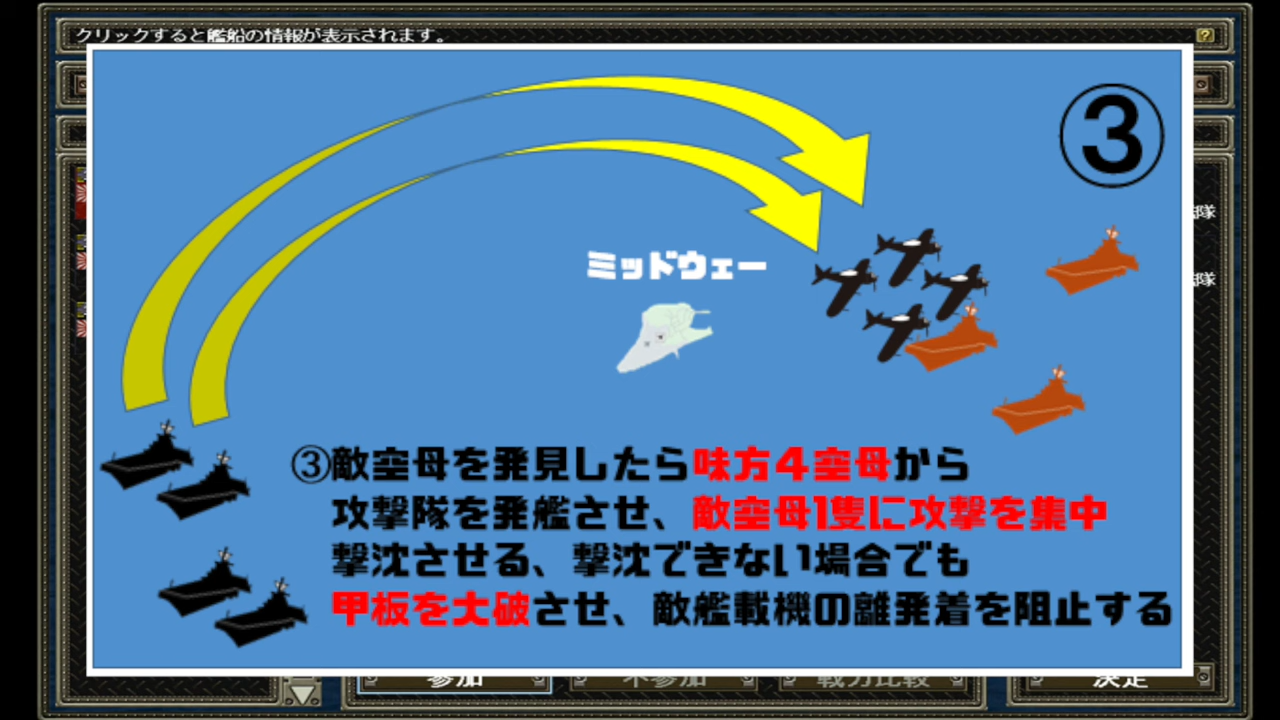 クリックすると艦船の情報が表示されます。
?
③
隊
隊
ミッドウェー
③敵空母を発見したら味方4空母から
攻撃隊を発艦させ、敵空母1隻に攻撃を集中
撃沈させる、撃沈できない場合でも
甲板を大破させ、敵艦載機の離発着を阻止する
参加 不参加 戦力比較 決定